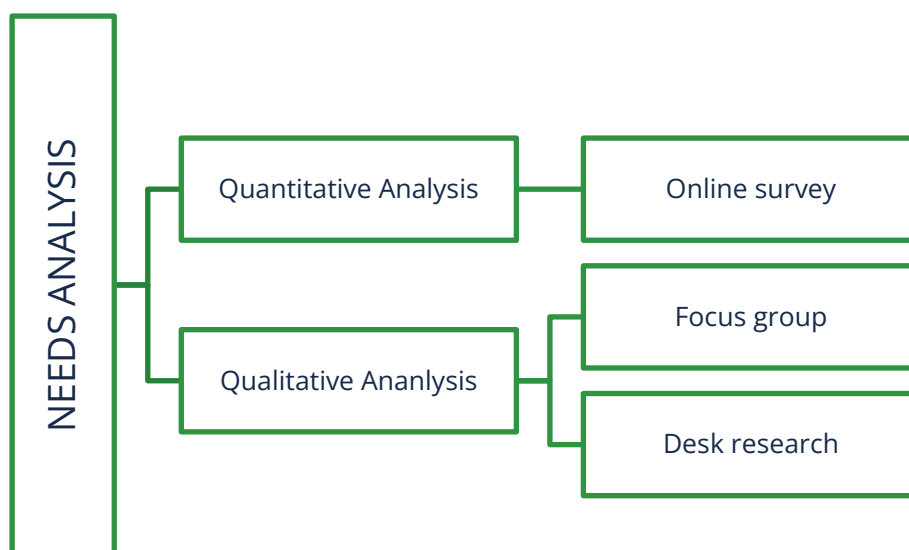 NEEDS ANALYSIS
Quantitative Analysis
Online survey
Qualitative Ananlysis
Focus group
Desk research